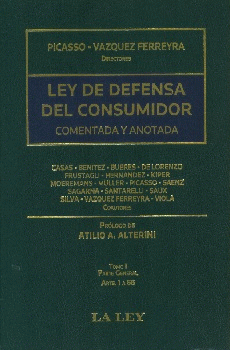 PICASSO - VAZQUEZ FERREYRA
DIRECTORES
LEY DE DEFENSA
DEL CONSUMIDOR
COMENTADA Y ANOTADA
CASAS - BENITEZ - BUERES - DE LORENZO
FRUSTAGLI - HERNANDEZ - KIPER
MOEREMANS - MÜLLER - PICASSO - SAENZ
SAGARNA - SANTARELLI - SAUX
SILVA - VAZQUEZ FERREYRA - VIOLA
COAUTORES
PRÓLOGO DE
ATILIO A. ALTERINI
TOMO I
PARTE GENERAL
ARTS. 1 A 66
LA LEY